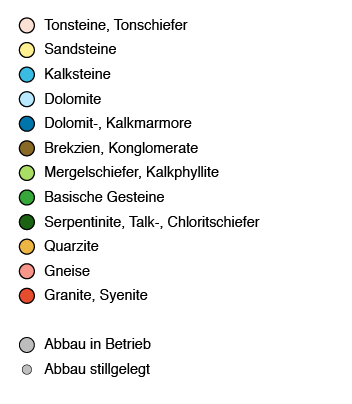 Tonsteine, Tonschiefer
Sandsteine
Kalksteine
Dolomite
Dolomit-, Kalkmarmore
Brekzien, Konglomerate
Mergelschiefer, Kalkphyllite
Basische Gesteine
Serpentinite, Talk-, Chloritschiefer
Quarzite
Gneise
Granite, Syenite
Abbau in Betrieb
Abbau stillgelegt